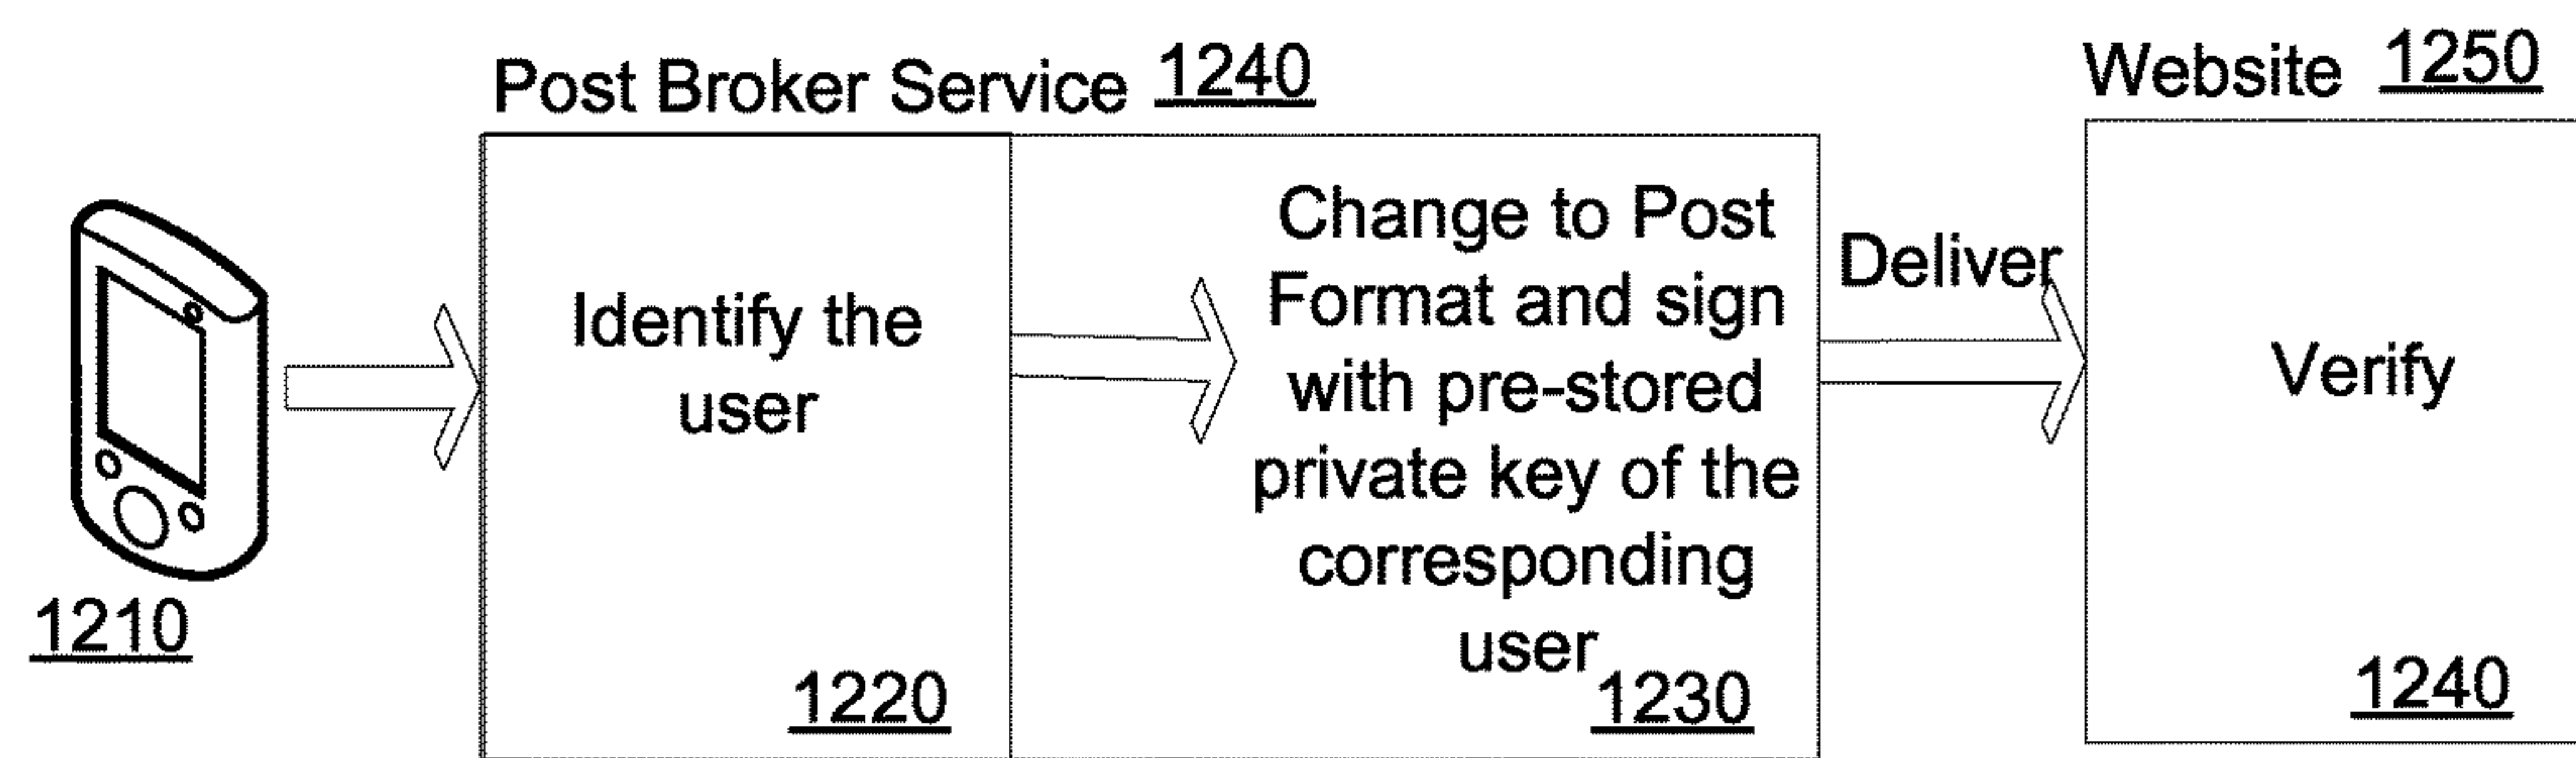 Post Broker Service 1240
Website 1250
1210
Identify the
user
1220
Change to Post
Format and sign
with pre-stored
private key of the
corresponding
user
1230
Deliver
Verify
1240